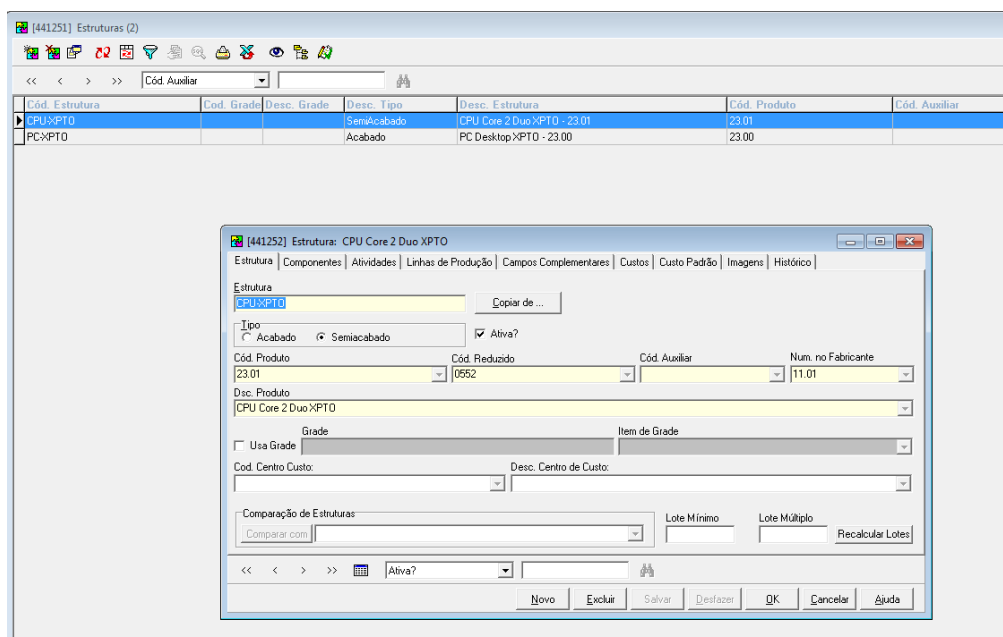 [441251] Estruturas (2)
<< < > >> Cód. Auxiliar
Cód. Estrutura Cod. Grade Desc. Grade Desc. Tipo Desc. Estrutura Cód. Produto Cód. Auxiliar
CPU-XPTO SemiAcabado CPU Core 2 Duo XPTO - 23.01 23.01
PC-XPTO Acabado PC Desktop XPTO - 23.00 23.00
[441252] Estrutura: CPU Core 2 Duo XPTO
Estrutura Componentes Atividades Linhas de Produção Campos Complementares Custos Custo Padrão Imagens Histórico
Estrutura
CPU-XPTO Copiar de ...
Tipo
Acabado Semiacabado Ativa?
Cód. Produto Cód. Reduzido Cód. Auxiliar Num. no Fabricante
23.01 0552 11.01
Dsc. Produto
CPU Core 2 Duo XPTO
Grade Item de Grade
Usa Grade
Cod. Centro Custo: Desc. Centro de Custo:
Comparação de Estruturas Lote Mínimo Lote Múltiplo
Comparar com Recalcular Lotes
<< < > >> Ativa?
Novo Excluir Salvar Desfazer OK Cancelar Ajuda